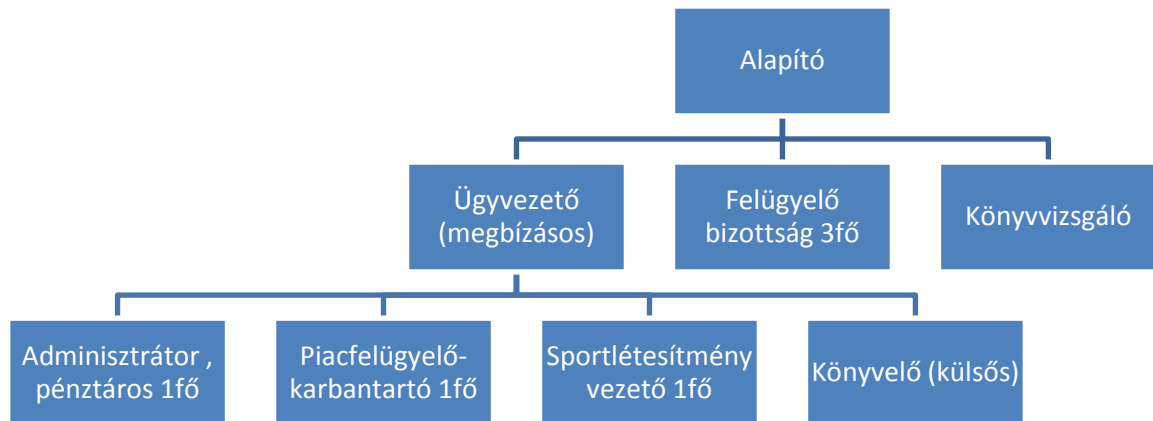 Alapító
Ügyvezető
(megbízásos)
Felügyelő
bizottság 3fő
Könyvvizsgáló
Adminisztrátor ,
pénztáros 1fő
Piacfelügyelő-
karbantartó 1fő
Sportlétesítmény
vezető 1fő
Könyvelő (külsős)